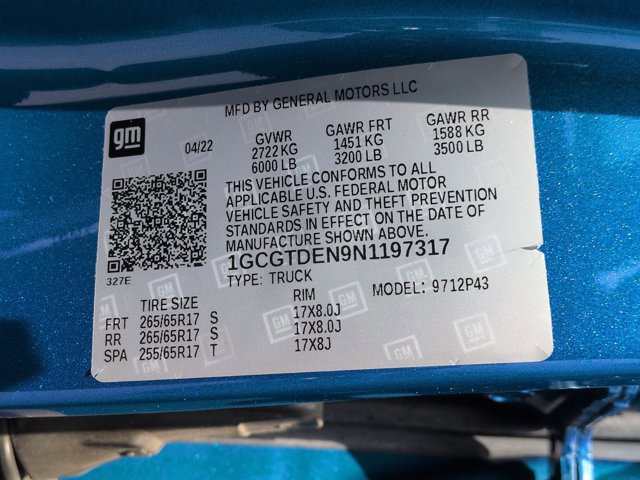 MFD BY GENERAL MOTORS LLC
gm
04/22 GVWR GAWR FRT GAWR RR
2722 KG 1451 KG 1588 KG
6000 LB 3200 LB 3500 LB
THIS VEHICLE CONFORMS TO ALL
APPLICABLE U.S. FEDERAL MOTOR
VEHICLE SAFETY AND THEFT PREVENTION
STANDARDS IN EFFECT ON THE DATE OF
MANUFACTURE SHOWN ABOVE.
1GCGTDEN9N1197317
327E
TYPE: TRUCK
MODEL: 9712P43
TIRE SIZE RIM
FRT 265/65R17 S 17X8.0J
RR 265/65R17 S 17X8.0J
SPA 255/65R17 T 17X8J